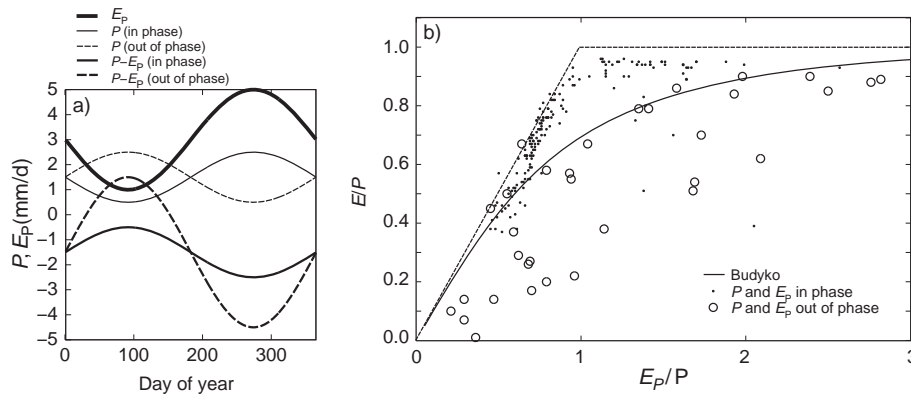 E_P
P (in phase)
P (out of phase)
P–E_P (in phase)
P–E_P (out of phase)
a)
P, E_P (mm/d)
5
4
3
2
1
0
–1
–2
–3
–4
–5
0
100
200
300
Day of year
b)
E/P
1.0
0.8
0.6
0.4
0.2
0.0
Budyko
P and E_P in phase
P and E_P out of phase
0
1
2
3
E_P/P